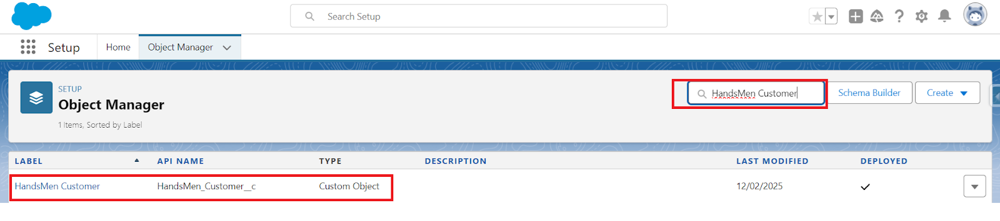 Search Setup
Setup Home Object Manager
SETUP
Object Manager
1 Items, Sorted by Label
HandsMen Customer Schema Builder Create
LABEL API NAME TYPE DESCRIPTION LAST MODIFIED DEPLOYED
HandsMen Customer HandsMen_Customer__c Custom Object 12/02/2025